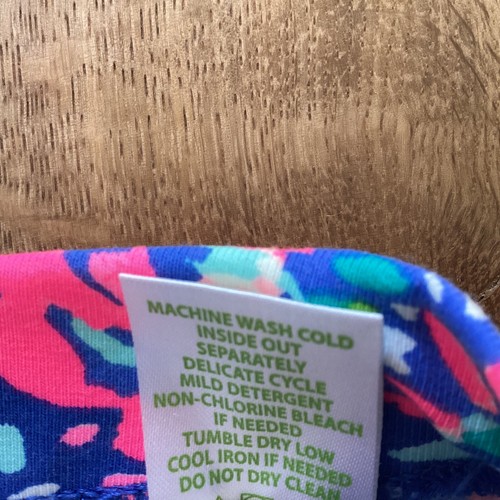 MACHINE WASH COLD
INSIDE OUT
SEPARATELY
DELICATE CYCLE
MILD DETERGENT
NON-CHLORINE BLEACH
IF NEEDED
TUMBLE DRY LOW
COOL IRON IF NEEDED
DO NOT DRY CLEAN